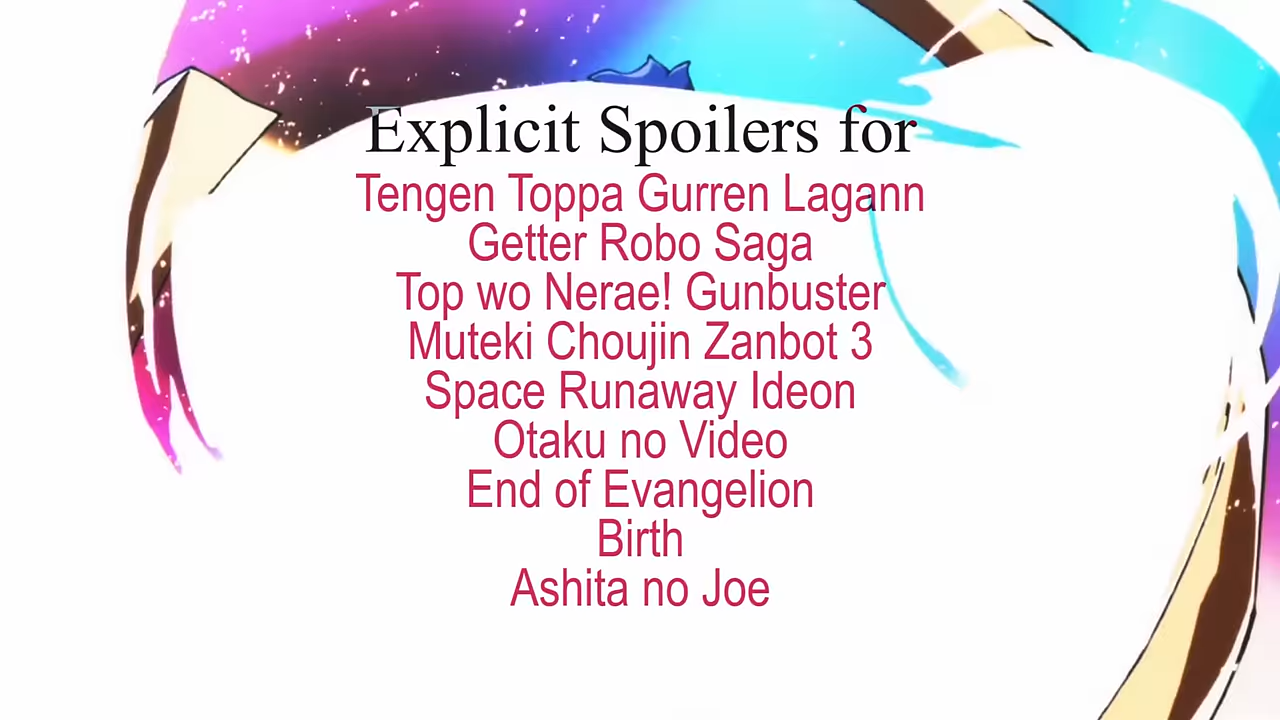 Explicit Spoilers for
Tengen Toppa Gurren Lagann
Getter Robo Saga
Top wo Nerae! Gunbuster
Muteki Choujin Zanbot 3
Space Runaway Ideon
Otaku no Video
End of Evangelion
Birth
Ashita no Joe